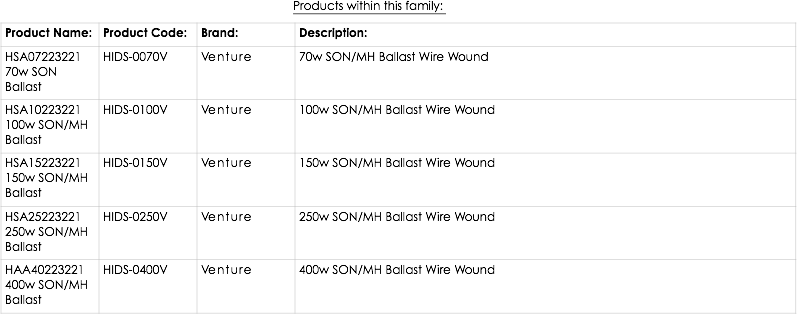 Products within this family:
Product Name: Product Code: Brand: Description:
HSA07223221 HIDS-0070V Venture 70w SON/MH Ballast Wire Wound
70w SON
Ballast
HSA10223221 HIDS-0100V Venture 100w SON/MH Ballast Wire Wound
100w SON/MH
Ballast
HSA15223221 HIDS-0150V Venture 150w SON/MH Ballast Wire Wound
150w SON/MH
Ballast
HSA25223221 HIDS-0250V Venture 250w SON/MH Ballast Wire Wound
250w SON/MH
Ballast
HAA40223221 HIDS-0400V Venture 400w SON/MH Ballast Wire Wound
400w SON/MH
Ballast